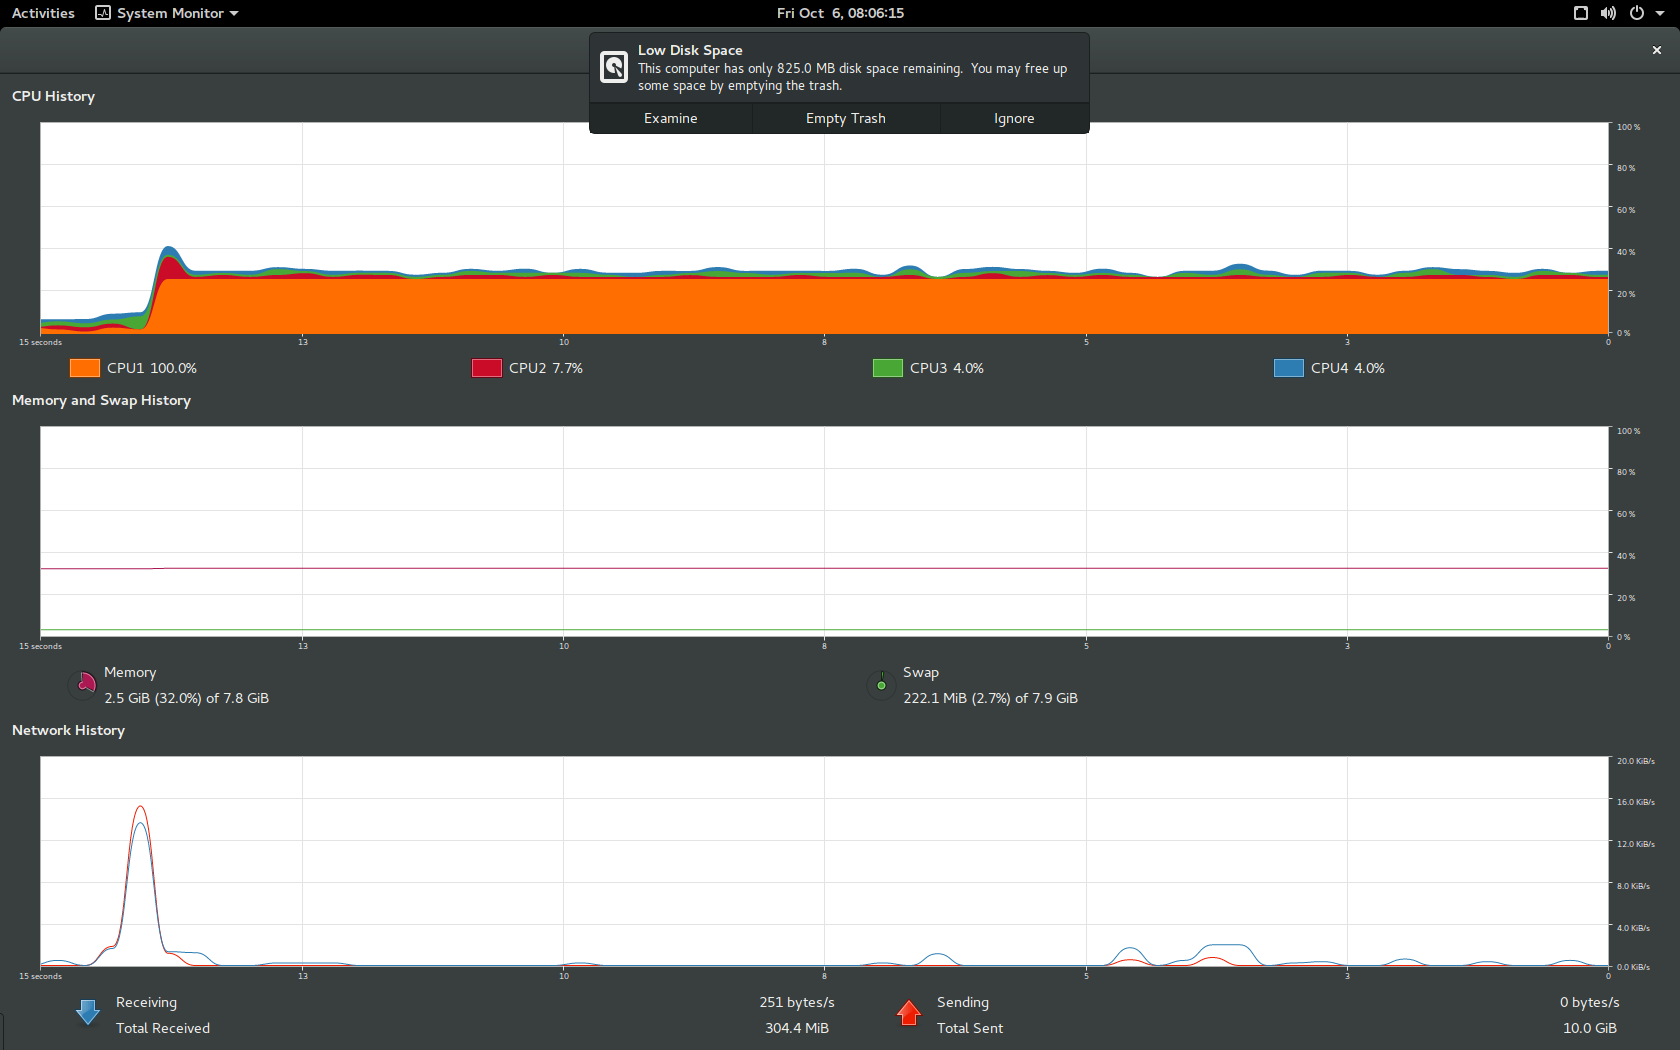 Activities System Monitor Fri Oct 6, 08:06:15
Low Disk Space
This computer has only 825.0 MB disk space remaining. You may free up
some space by emptying the trash.
Examine Empty Trash Ignore
CPU History
100 %
80 %
60 %
40 %
20 %
0 %
15 seconds 13 10 8 5 3 0
CPU1 100.0% CPU2 7.7% CPU3 4.0% CPU4 4.0%
Memory and Swap History
100 %
80 %
60 %
40 %
20 %
0 %
15 seconds 13 10 8 5 3 0
Memory Swap
2.5 GiB (32.0%) of 7.8 GiB 222.1 MiB (2.7%) of 7.9 GiB
Network History
20.0 KiB/s
16.0 KiB/s
12.0 KiB/s
8.0 KiB/s
4.0 KiB/s
0.0 KiB/s
15 seconds 13 10 8 5 3 0
Receiving 251 bytes/s Sending 0 bytes/s
Total Received 304.4 MiB Total Sent 10.0 GiB